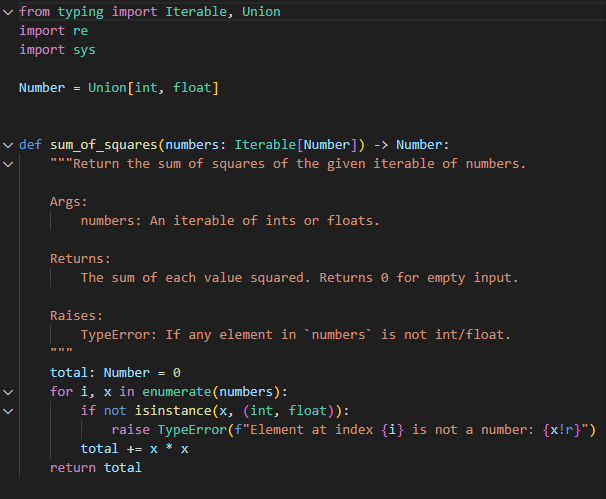 from typing import Iterable, Union
import re
import sys

Number = Union[int, float]


def sum_of_squares(numbers: Iterable[Number]) -> Number:
    """Return the sum of squares of the given iterable of numbers.

    Args:
        numbers: An iterable of ints or floats.

    Returns:
        The sum of each value squared. Returns 0 for empty input.

    Raises:
        TypeError: If any element in `numbers` is not int/float.
    """
    total: Number = 0
    for i, x in enumerate(numbers):
        if not isinstance(x, (int, float)):
            raise TypeError(f"Element at index {i} is not a number: {x!r}")
        total += x * x
    return total